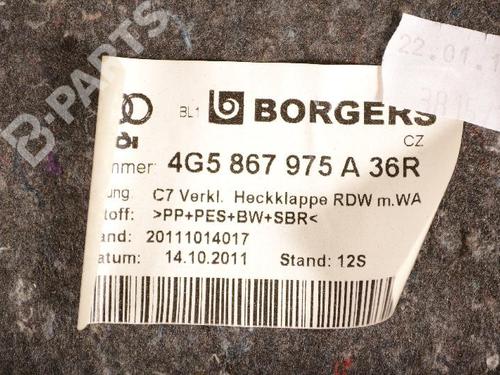 B-PARTS
22.01.1
BL1 BORGERS
CZ
mmer: 4G5 867 975 A 36R
ung. C7 Verkl. Heckklappe RDW m.WA
toff: >PP+PES+BW+SBR<
and: 20111014017
atum: 14.10.2011 Stand: 12S